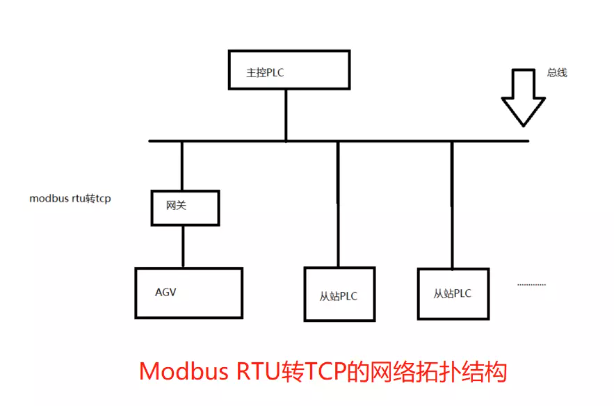 主控PLC
总线
modbus rtu转tcp
网关
AGV
从站PLC
从站PLC
............
Modbus RTU转TCP的网络拓扑结构